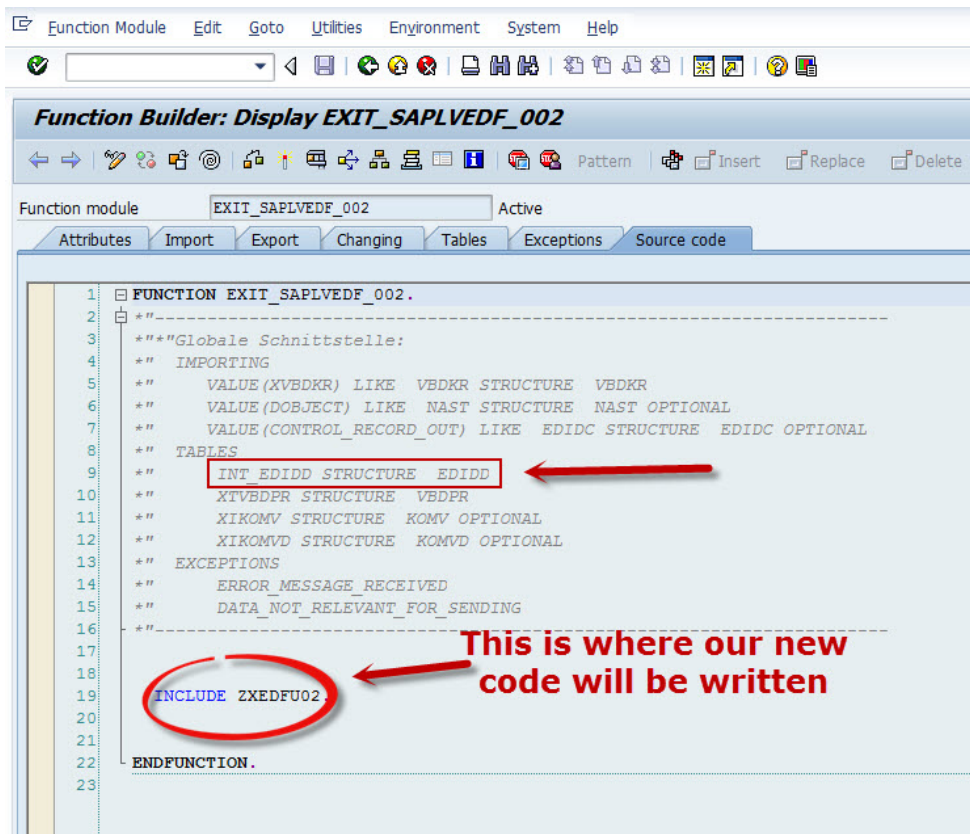 Function Module Edit Goto Utilities Environment System Help
Function Builder: Display EXIT_SAPLVEDF_002
Pattern Insert Replace Delete
Function module EXIT_SAPLVEDF_002 Active
Attributes Import Export Changing Tables Exceptions Source code
1 FUNCTION EXIT_SAPLVEDF_002.
2 *"----------------------------------------------------------------------
3 *"*"Globale Schnittstelle:
4 *" IMPORTING
5 *" VALUE(XVBDKR) LIKE VBDKR STRUCTURE VBDKR
6 *" VALUE(DOBJECT) LIKE NAST STRUCTURE NAST OPTIONAL
7 *" VALUE(CONTROL_RECORD_OUT) LIKE EDIDC STRUCTURE EDIDC OPTIONAL
8 *" TABLES
9 *" INT_EDIDD STRUCTURE EDIDD
10 *" XTVBDPR STRUCTURE VBDPR
11 *" XIKOMV STRUCTURE KOMV OPTIONAL
12 *" XIKOMVD STRUCTURE KOMVD OPTIONAL
13 *" EXCEPTIONS
14 *" ERROR_MESSAGE_RECEIVED
15 *" DATA_NOT_RELEVANT_FOR_SENDING
16 *"----------------------------------------------------------------------
17
This is where our new
18
code will be written
19 INCLUDE ZXEDFU02.
20
21
22 ENDFUNCTION.
23